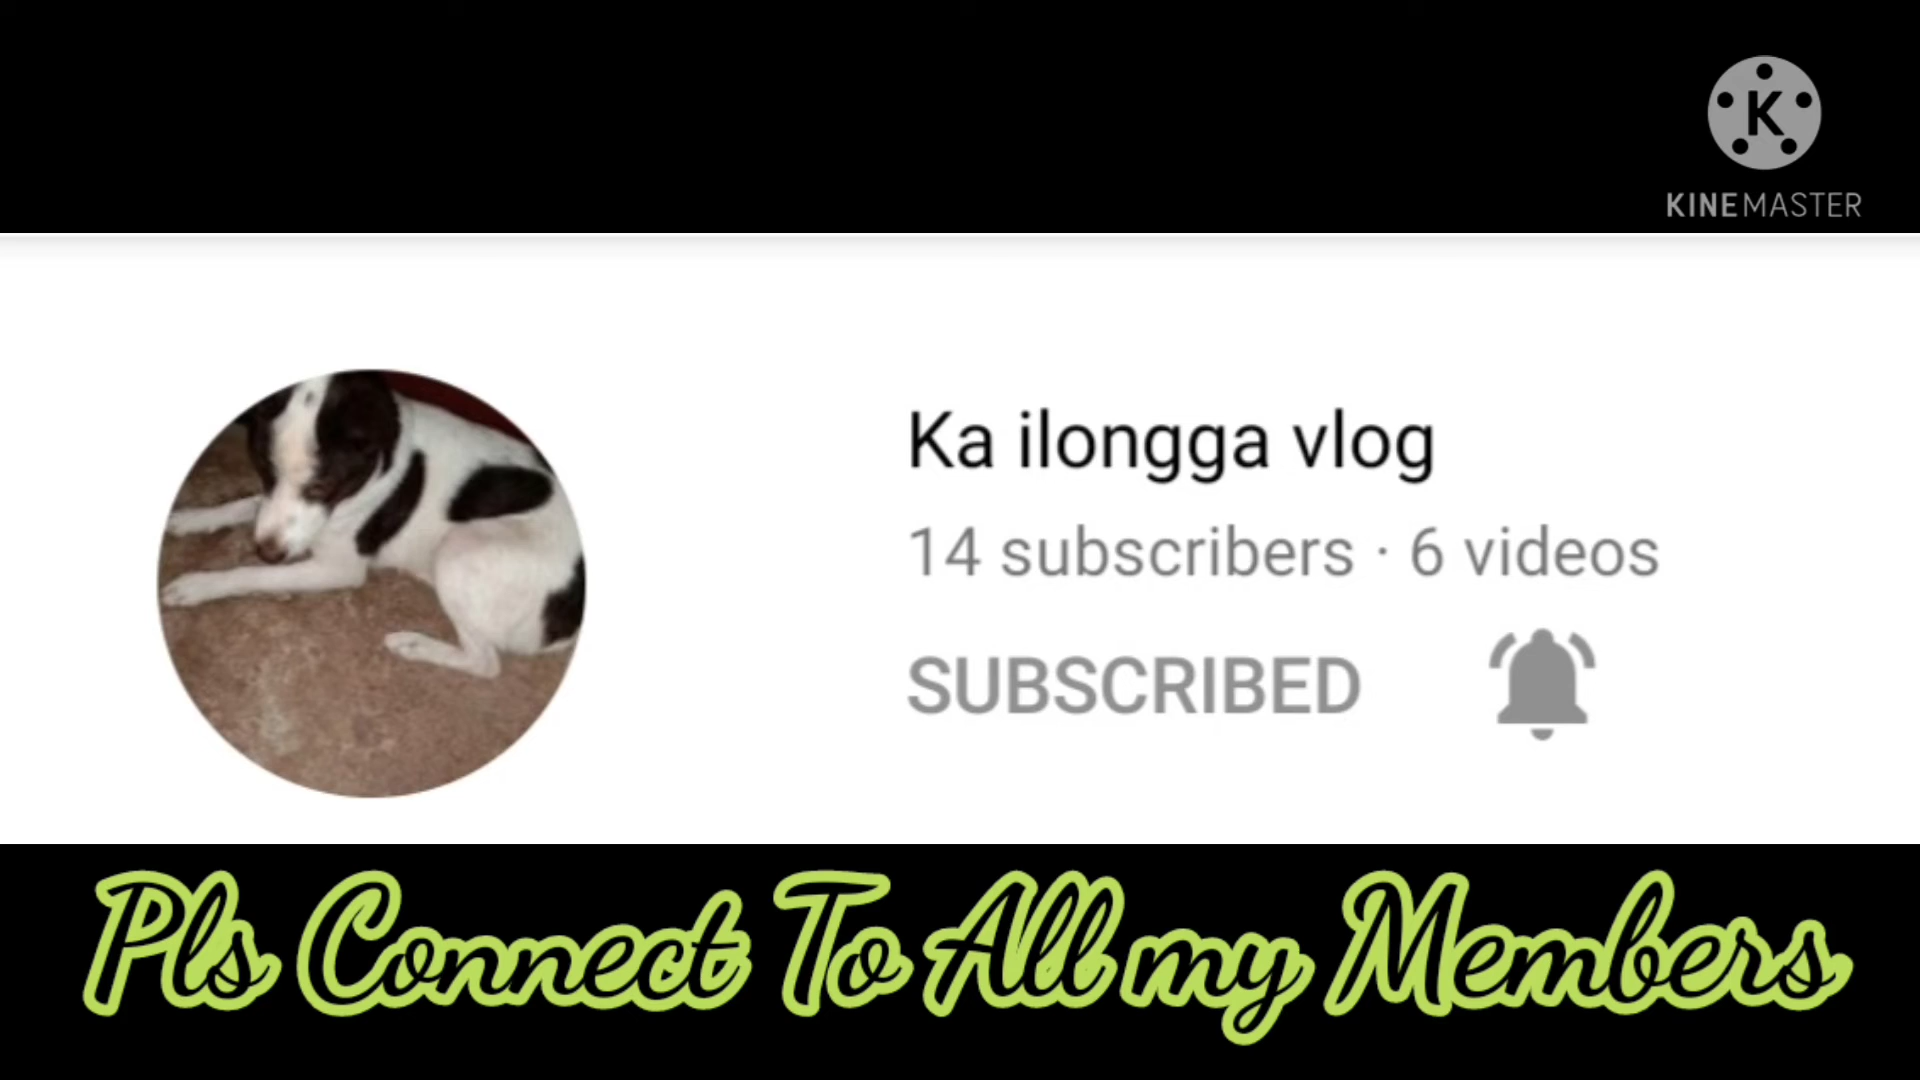 K
KINEMASTER
Ka ilongga vlog
14 subscribers · 6 videos
SUBSCRIBED
Pls Connect To All my Members